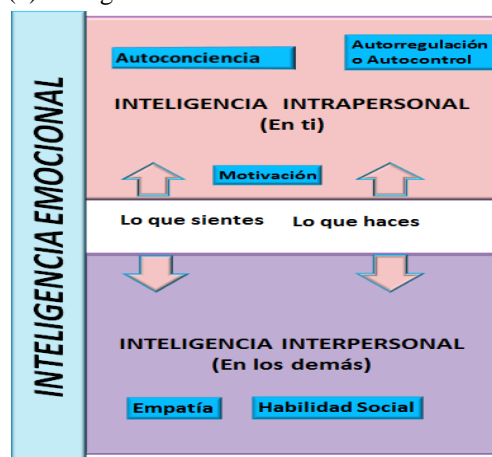 INTELIGENCIA EMOCIONAL
Autoconciencia
Autorregulación
o Autocontrol
INTELIGENCIA INTRAPERSONAL
(En ti)
Motivación
Lo que sientes
Lo que haces
INTELIGENCIA INTERPERSONAL
(En los demás)
Empatía
Habilidad Social